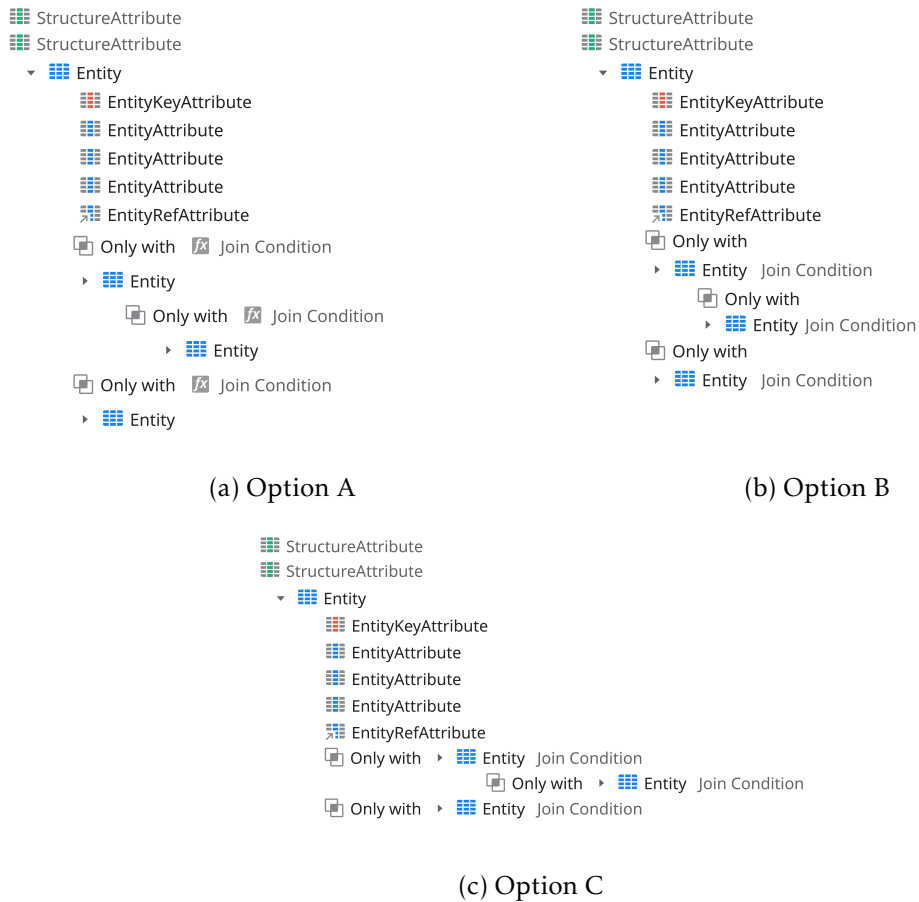 StructureAttribute
StructureAttribute
Entity
EntityKeyAttribute
EntityAttribute
EntityAttribute
EntityAttribute
EntityRefAttribute
Only with fx Join Condition
Entity
Only with fx Join Condition
Entity
Only with fx Join Condition
Entity
(a) Option A
StructureAttribute
StructureAttribute
Entity
EntityKeyAttribute
EntityAttribute
EntityAttribute
EntityAttribute
EntityRefAttribute
Only with
Entity Join Condition
Only with
Entity Join Condition
Only with
Entity Join Condition
(b) Option B
StructureAttribute
StructureAttribute
Entity
EntityKeyAttribute
EntityAttribute
EntityAttribute
EntityAttribute
EntityRefAttribute
Only with Entity Join Condition
Only with Entity Join Condition
Only with Entity Join Condition
(c) Option C